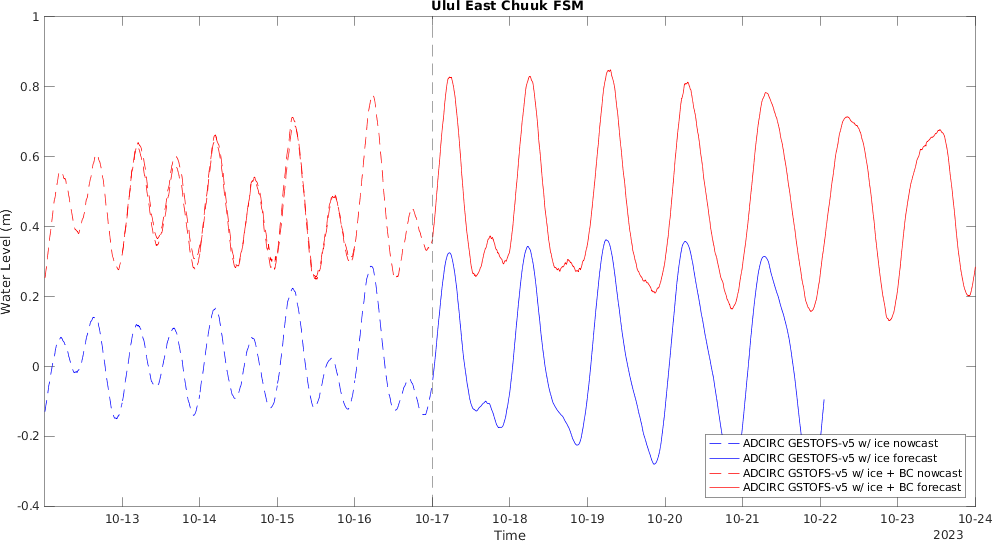 Ulul East Chuuk FSM
1
0.8
0.6
0.4
0.2
0
-0.2
-0.4
Water Level (m)
10-13 10-14 10-15 10-16 10-17 10-18 10-19 10-20 10-21 10-22 10-23 10-24
Time
2023
ADCIRC GESTOFS-v5 w/ ice nowcast
ADCIRC GESTOFS-v5 w/ ice forecast
ADCIRC GSTOFS-v5 w/ ice + BC nowcast
ADCIRC GSTOFS-v5 w/ ice + BC forecast